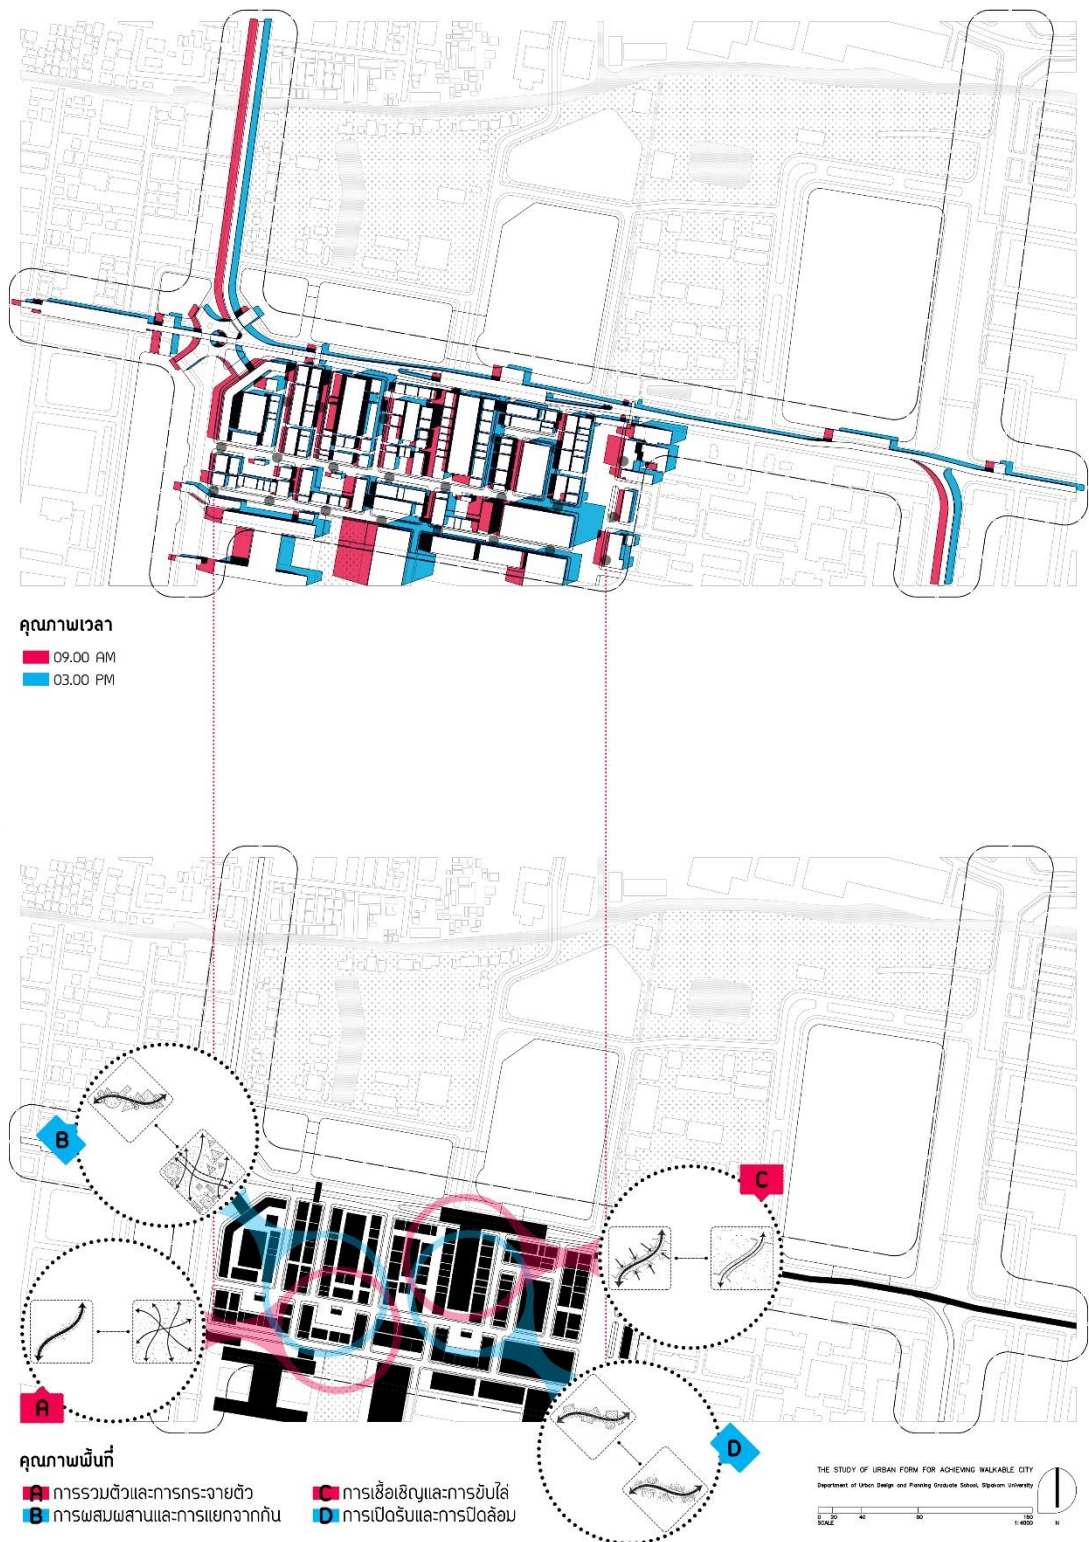 คุณภาพเวลา
09.00 AM
03.00 PM
B
C
A
D
คุณภาพพื้นที่
A การรวมตัวและการกระจายตัว
B การผสมผสานและการแยกจากกัน
C การเชื้อเชิญและการขับไล่
D การเปิดรับและการปิดล้อม
THE STUDY OF URBAN FORM FOR ACHIEVING WALKABLE CITY
Department of Urban Design and Planning Graduate School, Silpakorn University
0 20 40 80 160
SCALE 1:4000 N